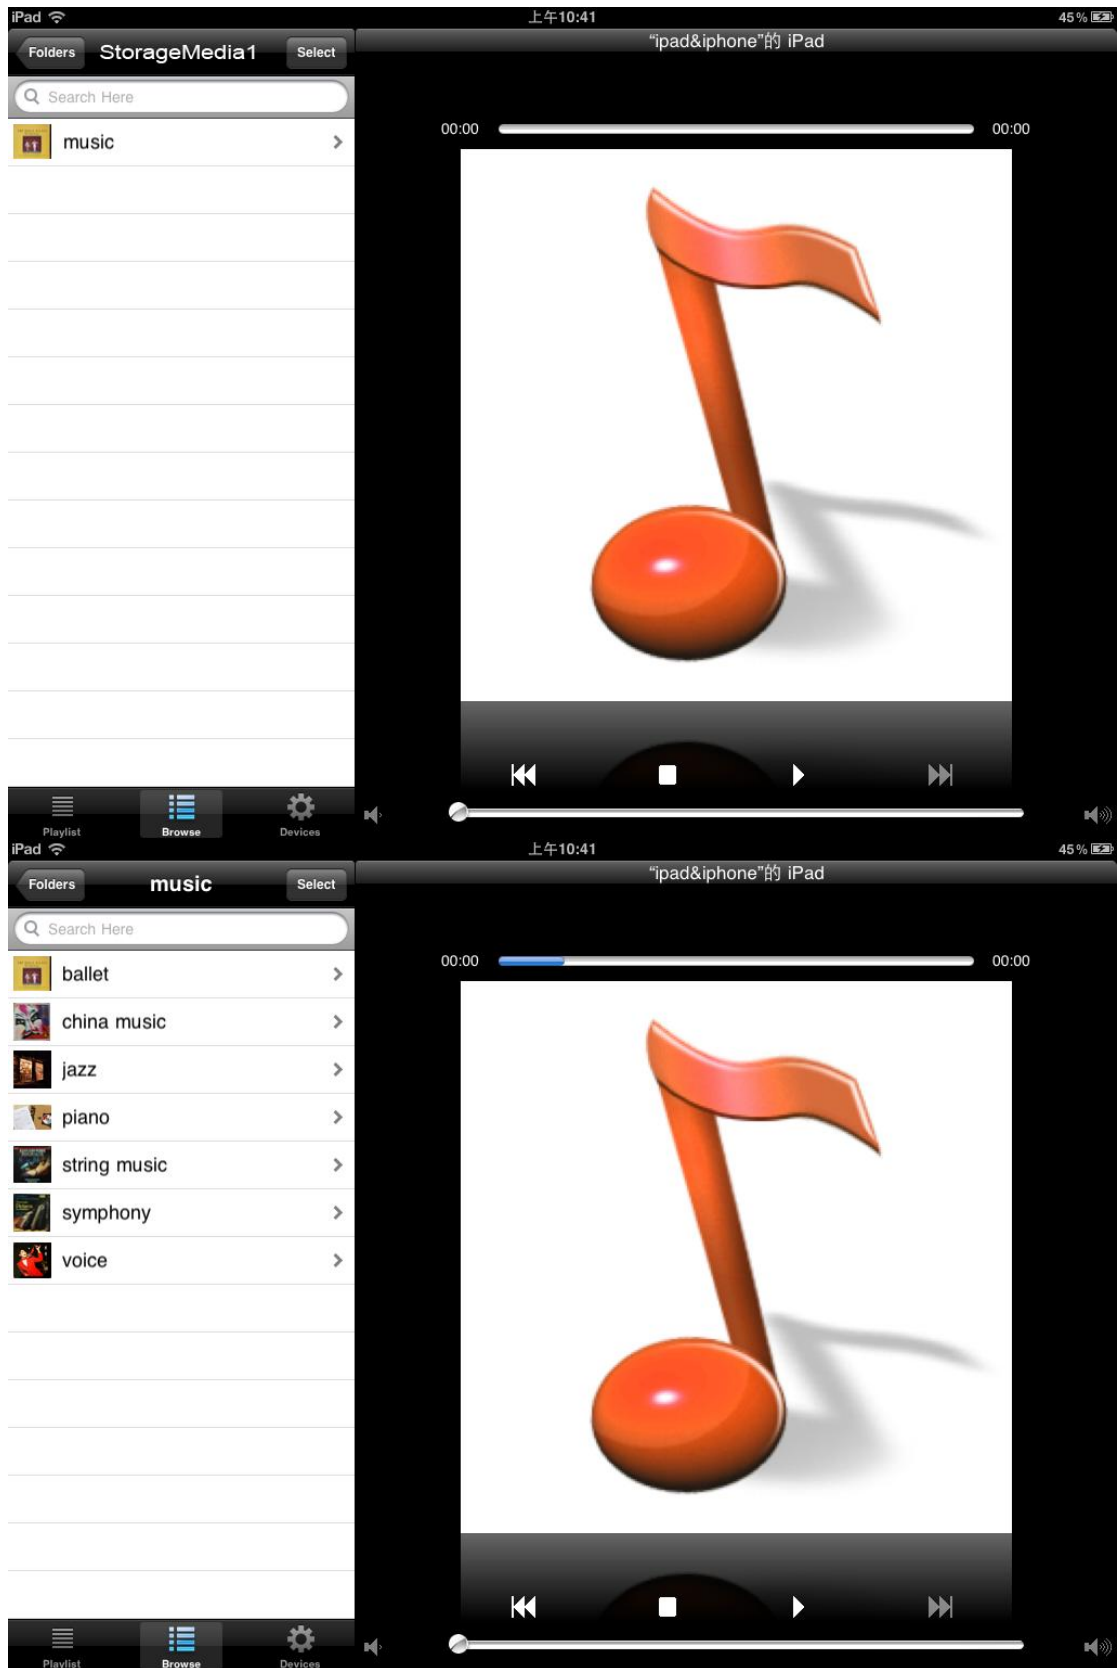 iPad 上午10:41 45%
Folders StorageMedia1 Select
“ipad&iphone”的 iPad
Search Here
00:00 00:00
music
Playlist Browse Devices
iPad 上午10:41 45%
Folders music Select
“ipad&iphone”的 iPad
Search Here
00:00 00:00
ballet
china music
jazz
piano
string music
symphony
voice
Playlist Browse Devices